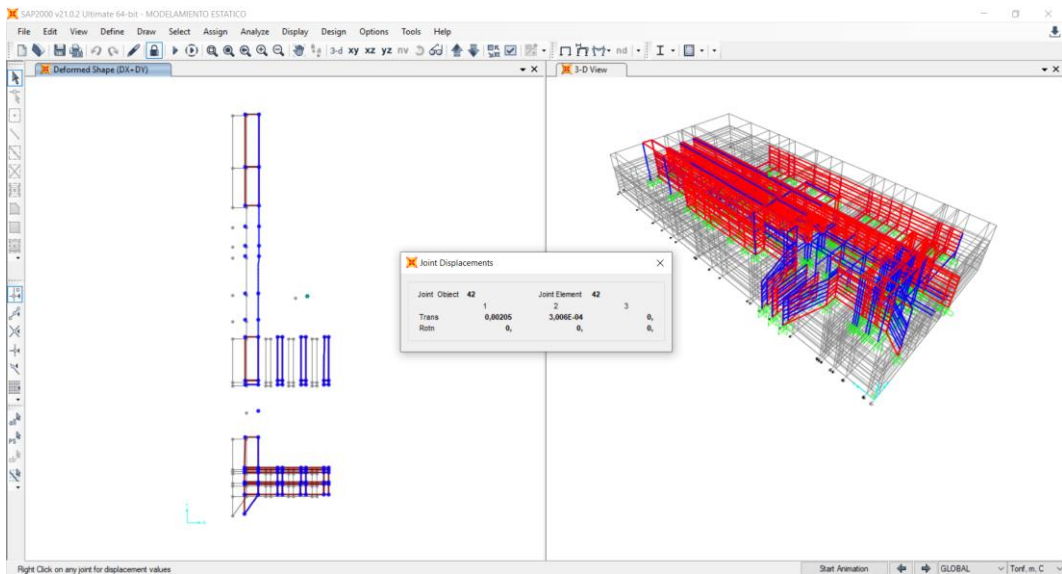 SAP2000 v21.0.2 Ultimate 64-bit - MODELAMIENTO ESTATICO
File Edit View Define Draw Select Assign Analyze Display Design Options Tools Help
3-d xy xz yz nv nd
Deformed Shape (DX+DY)
3-D View
Joint Displacements
Joint Object 42 Joint Element 42
1 2 3
Trans 0,00205 3,006E-04 0,
Rotn 0, 0, 0,
Right Click on any joint for displacement values
Start Animation GLOBAL Tonf, m, C